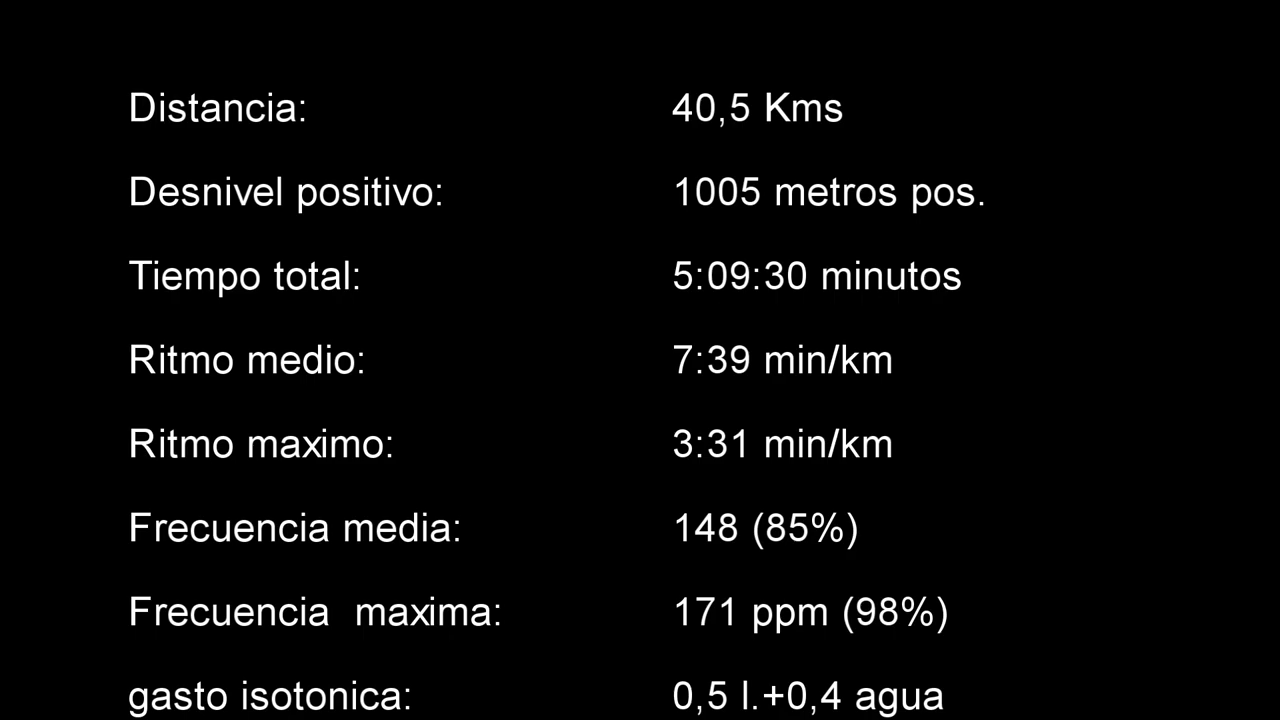 Distancia: 40,5 Kms
Desnivel positivo: 1005 metros pos.
Tiempo total: 5:09:30 minutos
Ritmo medio: 7:39 min/km
Ritmo maximo: 3:31 min/km
Frecuencia media: 148 (85%)
Frecuencia  maxima: 171 ppm (98%)
gasto isotonica: 0,5 l.+0,4 agua